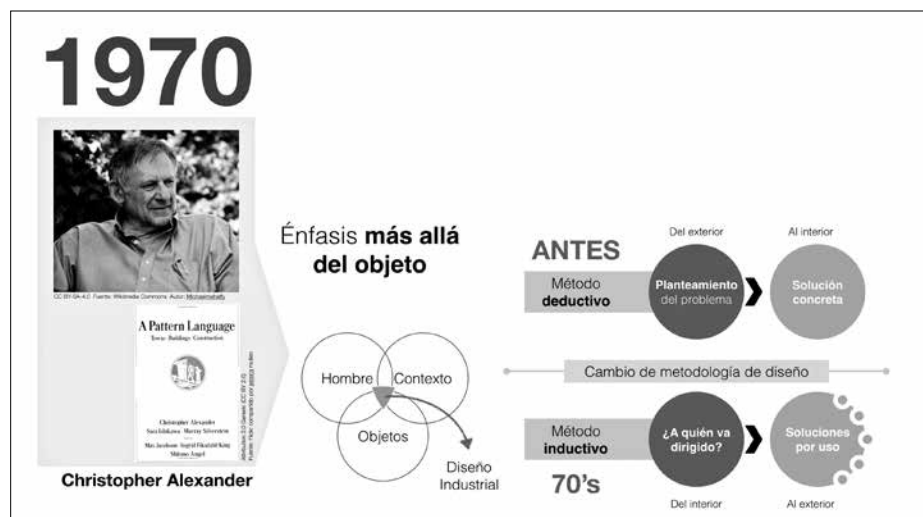 1970
CC BY-SA 4.0 Fuente: Wikimedia Commons Autor: Michaelmehaffy
A Pattern Language
Towns · Buildings · Construction
Christopher Alexander
Sara Ishikawa Murray Silverstein
Max Jacobson Ingrid Fiksdahl-King
Shlomo Angel
Christopher Alexander
Énfasis más allá
del objeto
Hombre
Contexto
Objetos
Diseño
Industrial
ANTES
Método
deductivo
Del exterior
Planteamiento
del problema
Al interior
Solución
concreta
Cambio de metodología de diseño
Método
inductivo
70's
¿A quién va
dirigido?
Del interior
Soluciones
por uso
Al exterior